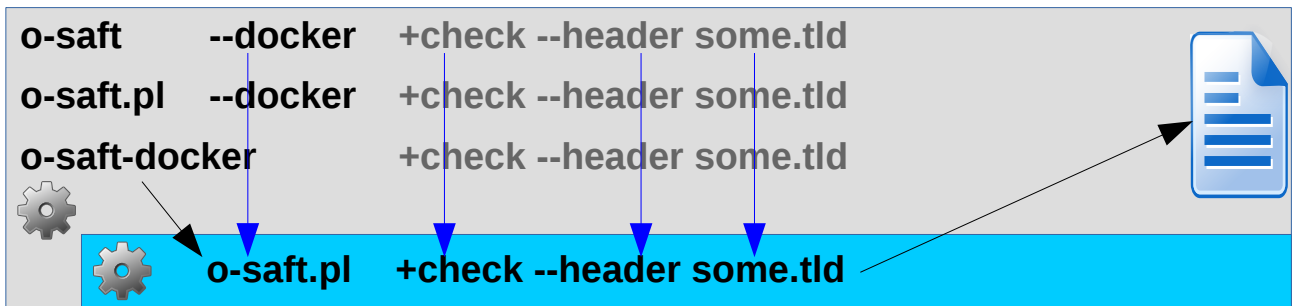 o-saft --docker +check --header some.tld
o-saft.pl --docker +check --header some.tld
o-saft-docker +check --header some.tld
o-saft.pl +check --header some.tld